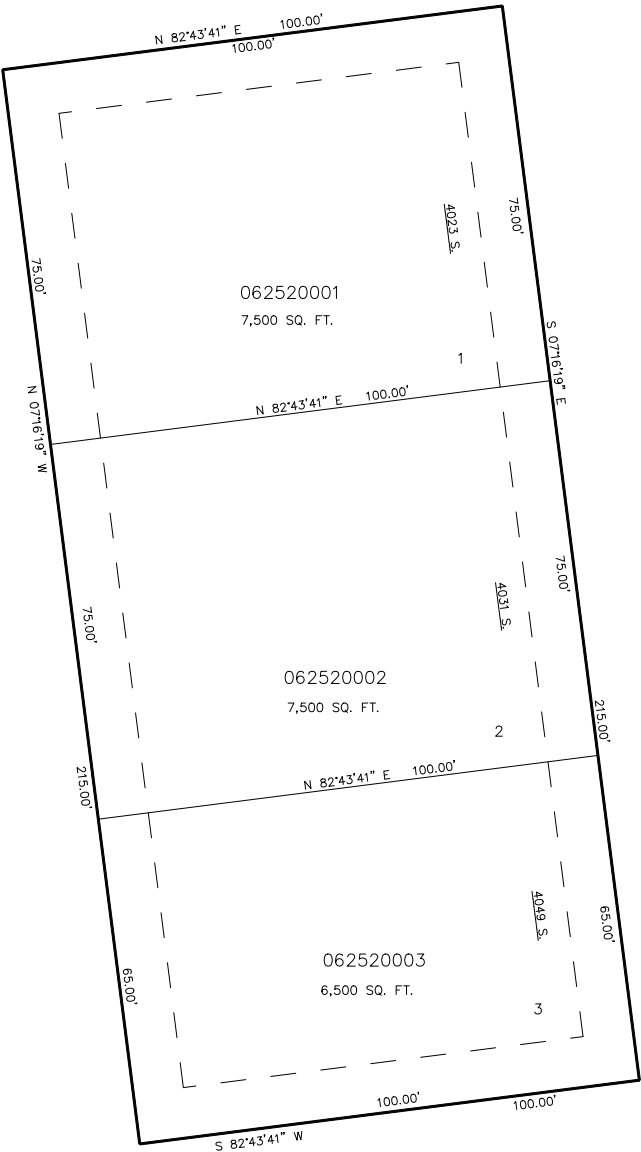 N 82°43'41" E 100.00'
100.00'
75.00'
4023 S.
75.00'
062520001
7,500 SQ. FT.
1
S 07°16'19" E
N 07°16'19" W
N 82°43'41" E 100.00'
75.00'
4031 S.
75.00'
062520002
7,500 SQ. FT.
2
215.00'
215.00'
N 82°43'41" E 100.00'
4049 S.
65.00'
062520003
65.00'
6,500 SQ. FT.
3
100.00'
100.00'
S 82°43'41" W